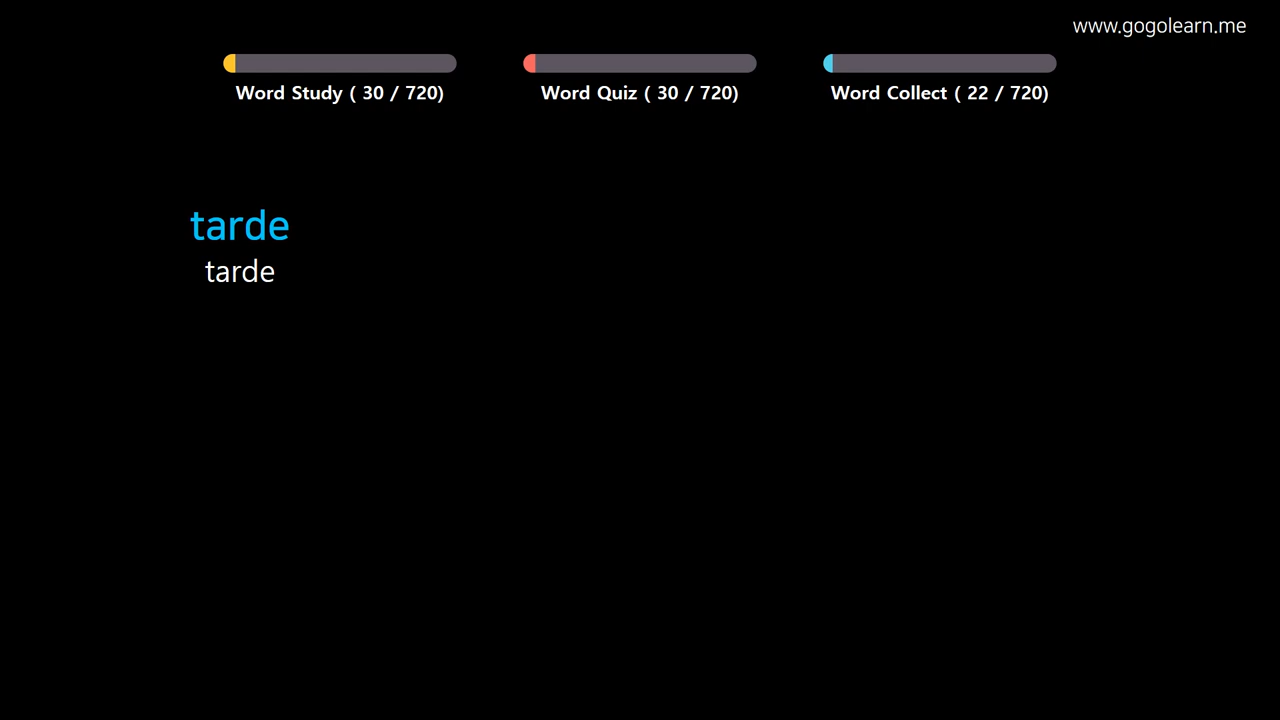 www.gogolearn.me
Word Study ( 30 / 720)
Word Quiz ( 30 / 720)
Word Collect ( 22 / 720)
tarde
tarde